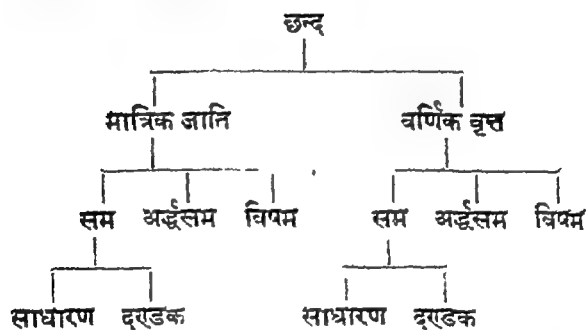 छन्द
मात्रिक जाति वर्णिक वृत्त
सम अर्द्धसम विषम सम अर्द्धसम विषम
साधारण दण्डक साधारण दण्डक